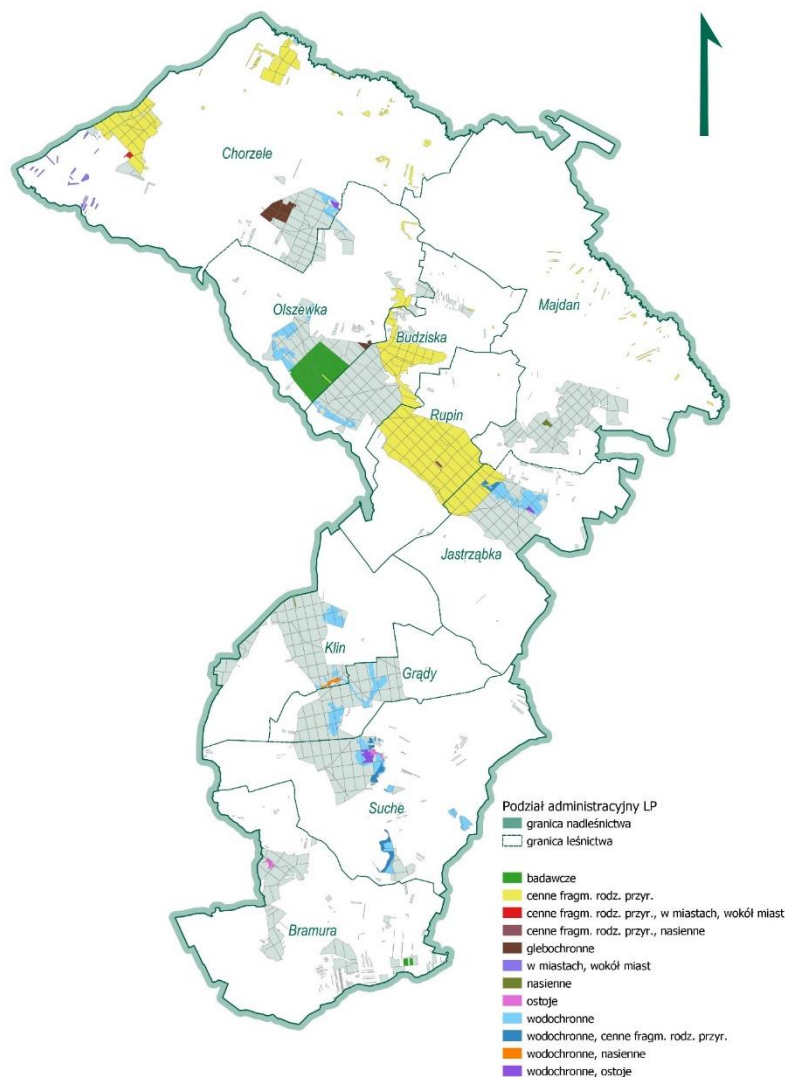 Chorzele
Majdan
Olszewka
Budziska
Rupin
Jastrząbka
Klin
Grądy
Suche
Bramura
Podział administracyjny LP
granica nadleśnictwa
granica leśnictwa
badawcze
cenne fragm. rodz. przyr.
cenne fragm. rodz. przyr., w miastach, wokół miast
cenne fragm. rodz. przyr., nasienne
glebochronne
w miastach, wokół miast
nasienne
ostoje
wodochronne
wodochronne, cenne fragm. rodz. przyr.
wodochronne, nasienne
wodochronne, ostoje